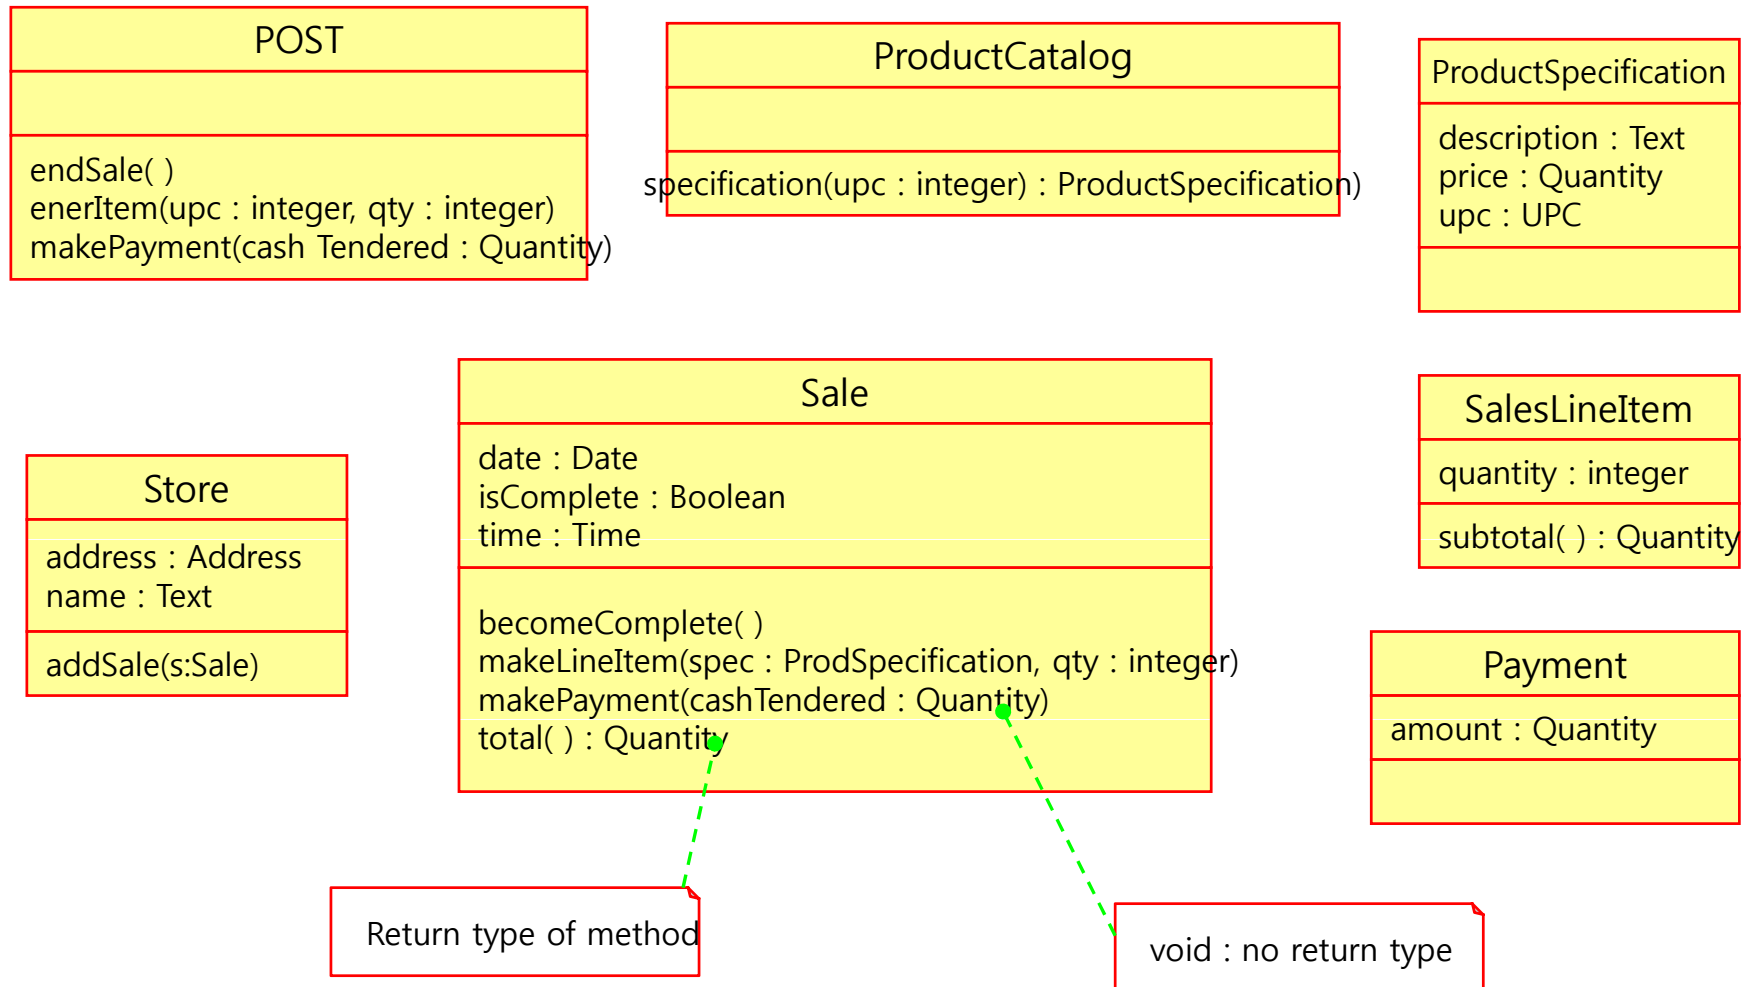 POST
endSale( )
enerItem(upc : integer, qty : integer)
makePayment(cash Tendered : Quantity)
ProductCatalog
specification(upc : integer) : ProductSpecification)
ProductSpecification
description : Text
price : Quantity
upc : UPC
Store
address : Address
name : Text
addSale(s:Sale)
Sale
date : Date
isComplete : Boolean
time : Time
becomeComplete( )
makeLineItem(spec : ProdSpecification, qty : integer)
makePayment(cashTendered : Quantity)
total( ) : Quantity
SalesLineItem
quantity : integer
subtotal( ) : Quantity
Payment
amount : Quantity
Return type of method
void : no return type